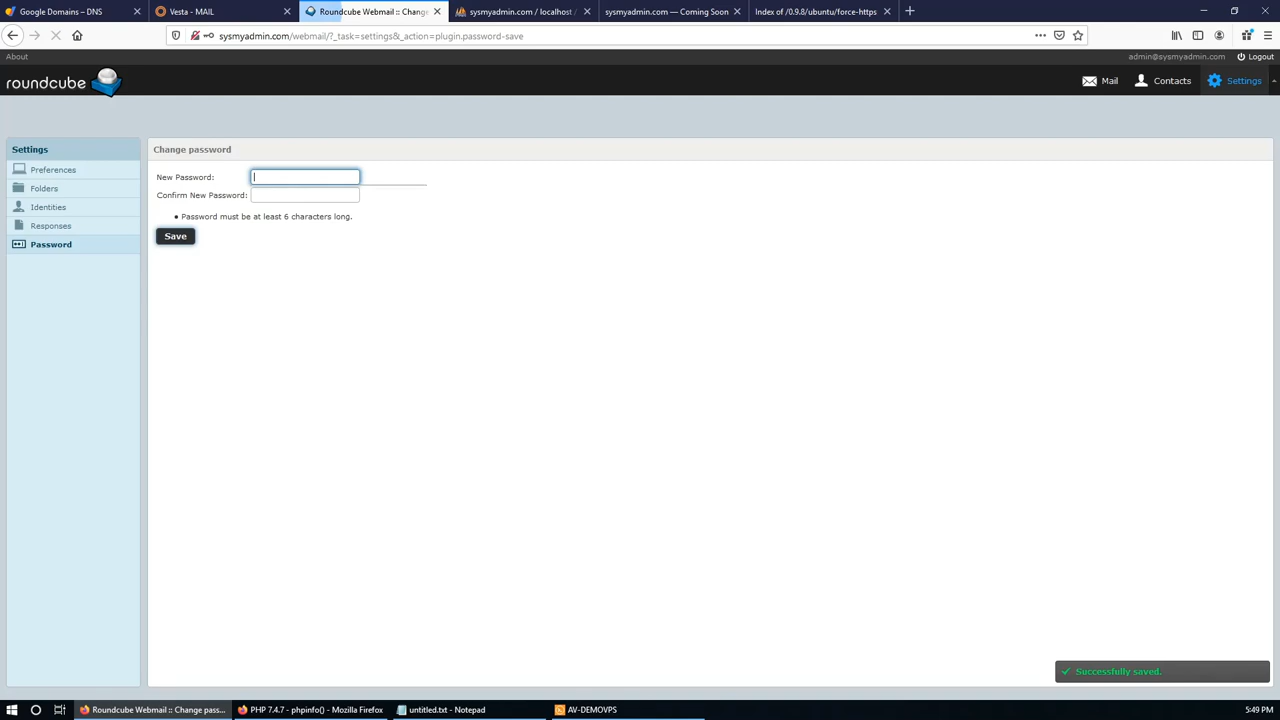 Google Domains – DNS
Vesta - MAIL
Roundcube Webmail :: Change
sysmyadmin.com / localhost /
sysmyadmin.com — Coming Soon
Index of /0.9.8/ubuntu/force-https
sysmyadmin.com/webmail/?_task=settings&_action=plugin.password-save
About
admin@sysmyadmin.com
Logout
roundcube
Mail
Contacts
Settings
Settings
Preferences
Folders
Identities
Responses
Password
Change password
New Password:
Confirm New Password:
• Password must be at least 6 characters long.
Save
Successfully saved.
Roundcube Webmail :: Change pass...
PHP 7.4.7 - phpinfo() - Mozilla Firefox
untitled.txt - Notepad
AV-DEMOVPS
5:49 PM